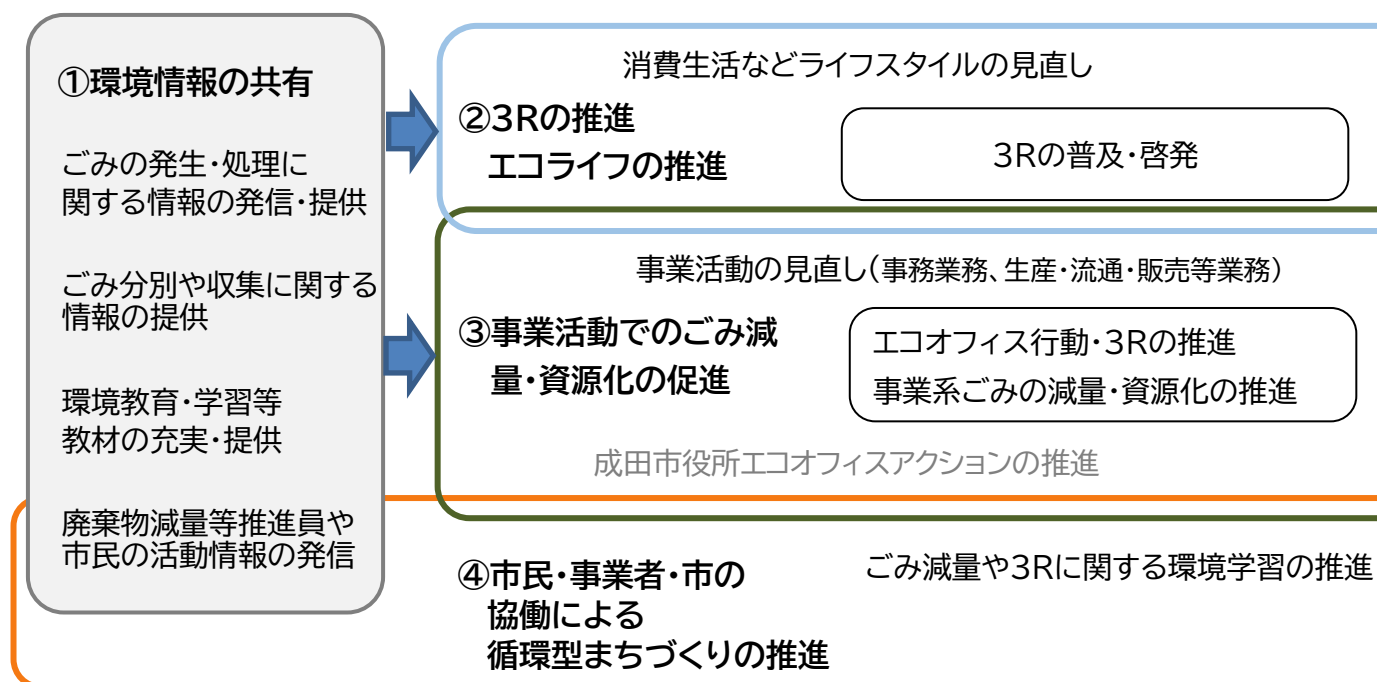 ①環境情報の共有
ごみの発生・処理に
関する情報の発信・提供
ごみ分別や収集に関する
情報の提供
環境教育・学習等
教材の充実・提供
廃棄物減量等推進員や
市民の活動情報の発信
消費生活などライフスタイルの見直し
②3Rの推進
エコライフの推進
3Rの普及・啓発
事業活動の見直し(事務業務、生産・流通・販売等業務)
③事業活動でのごみ減
量・資源化の促進
エコオフィス行動・3Rの推進
事業系ごみの減量・資源化の推進
成田市役所エコオフィスアクションの推進
④市民・事業者・市の
協働による
循環型まちづくりの推進
ごみ減量や3Rに関する環境学習の推進